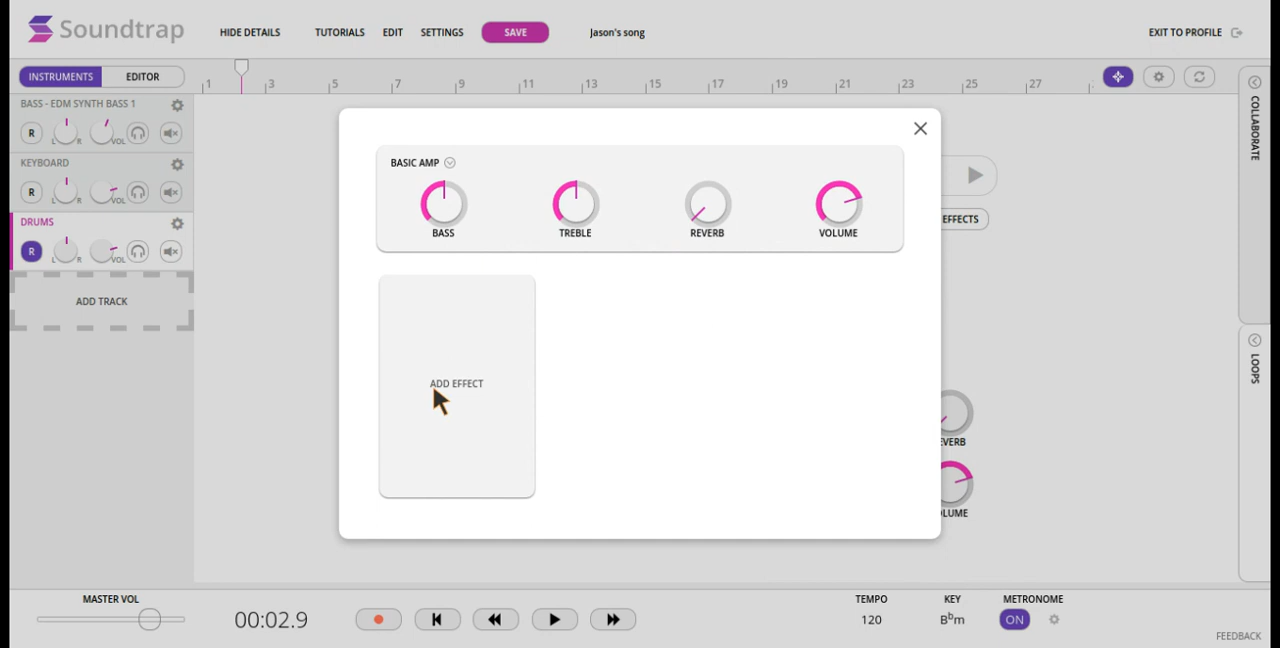 Soundtrap
HIDE DETAILS TUTORIALS EDIT SETTINGS SAVE Jason's song EXIT TO PROFILE
INSTRUMENTS EDITOR
1 3 5 7 9 11 13 15 17 19 21 23 25 27
BASS - EDM SYNTH BASS 1
R L R VOL
KEYBOARD
R L R VOL
DRUMS
R L R VOL
ADD TRACK
BASIC AMP
BASS TREBLE REVERB VOLUME
ADD EFFECT
EFFECTS
EVERB
LUME
COLLABORATE
LOOPS
MASTER VOL
00:02.9
TEMPO KEY METRONOME
120 Bbm ON
FEEDBACK